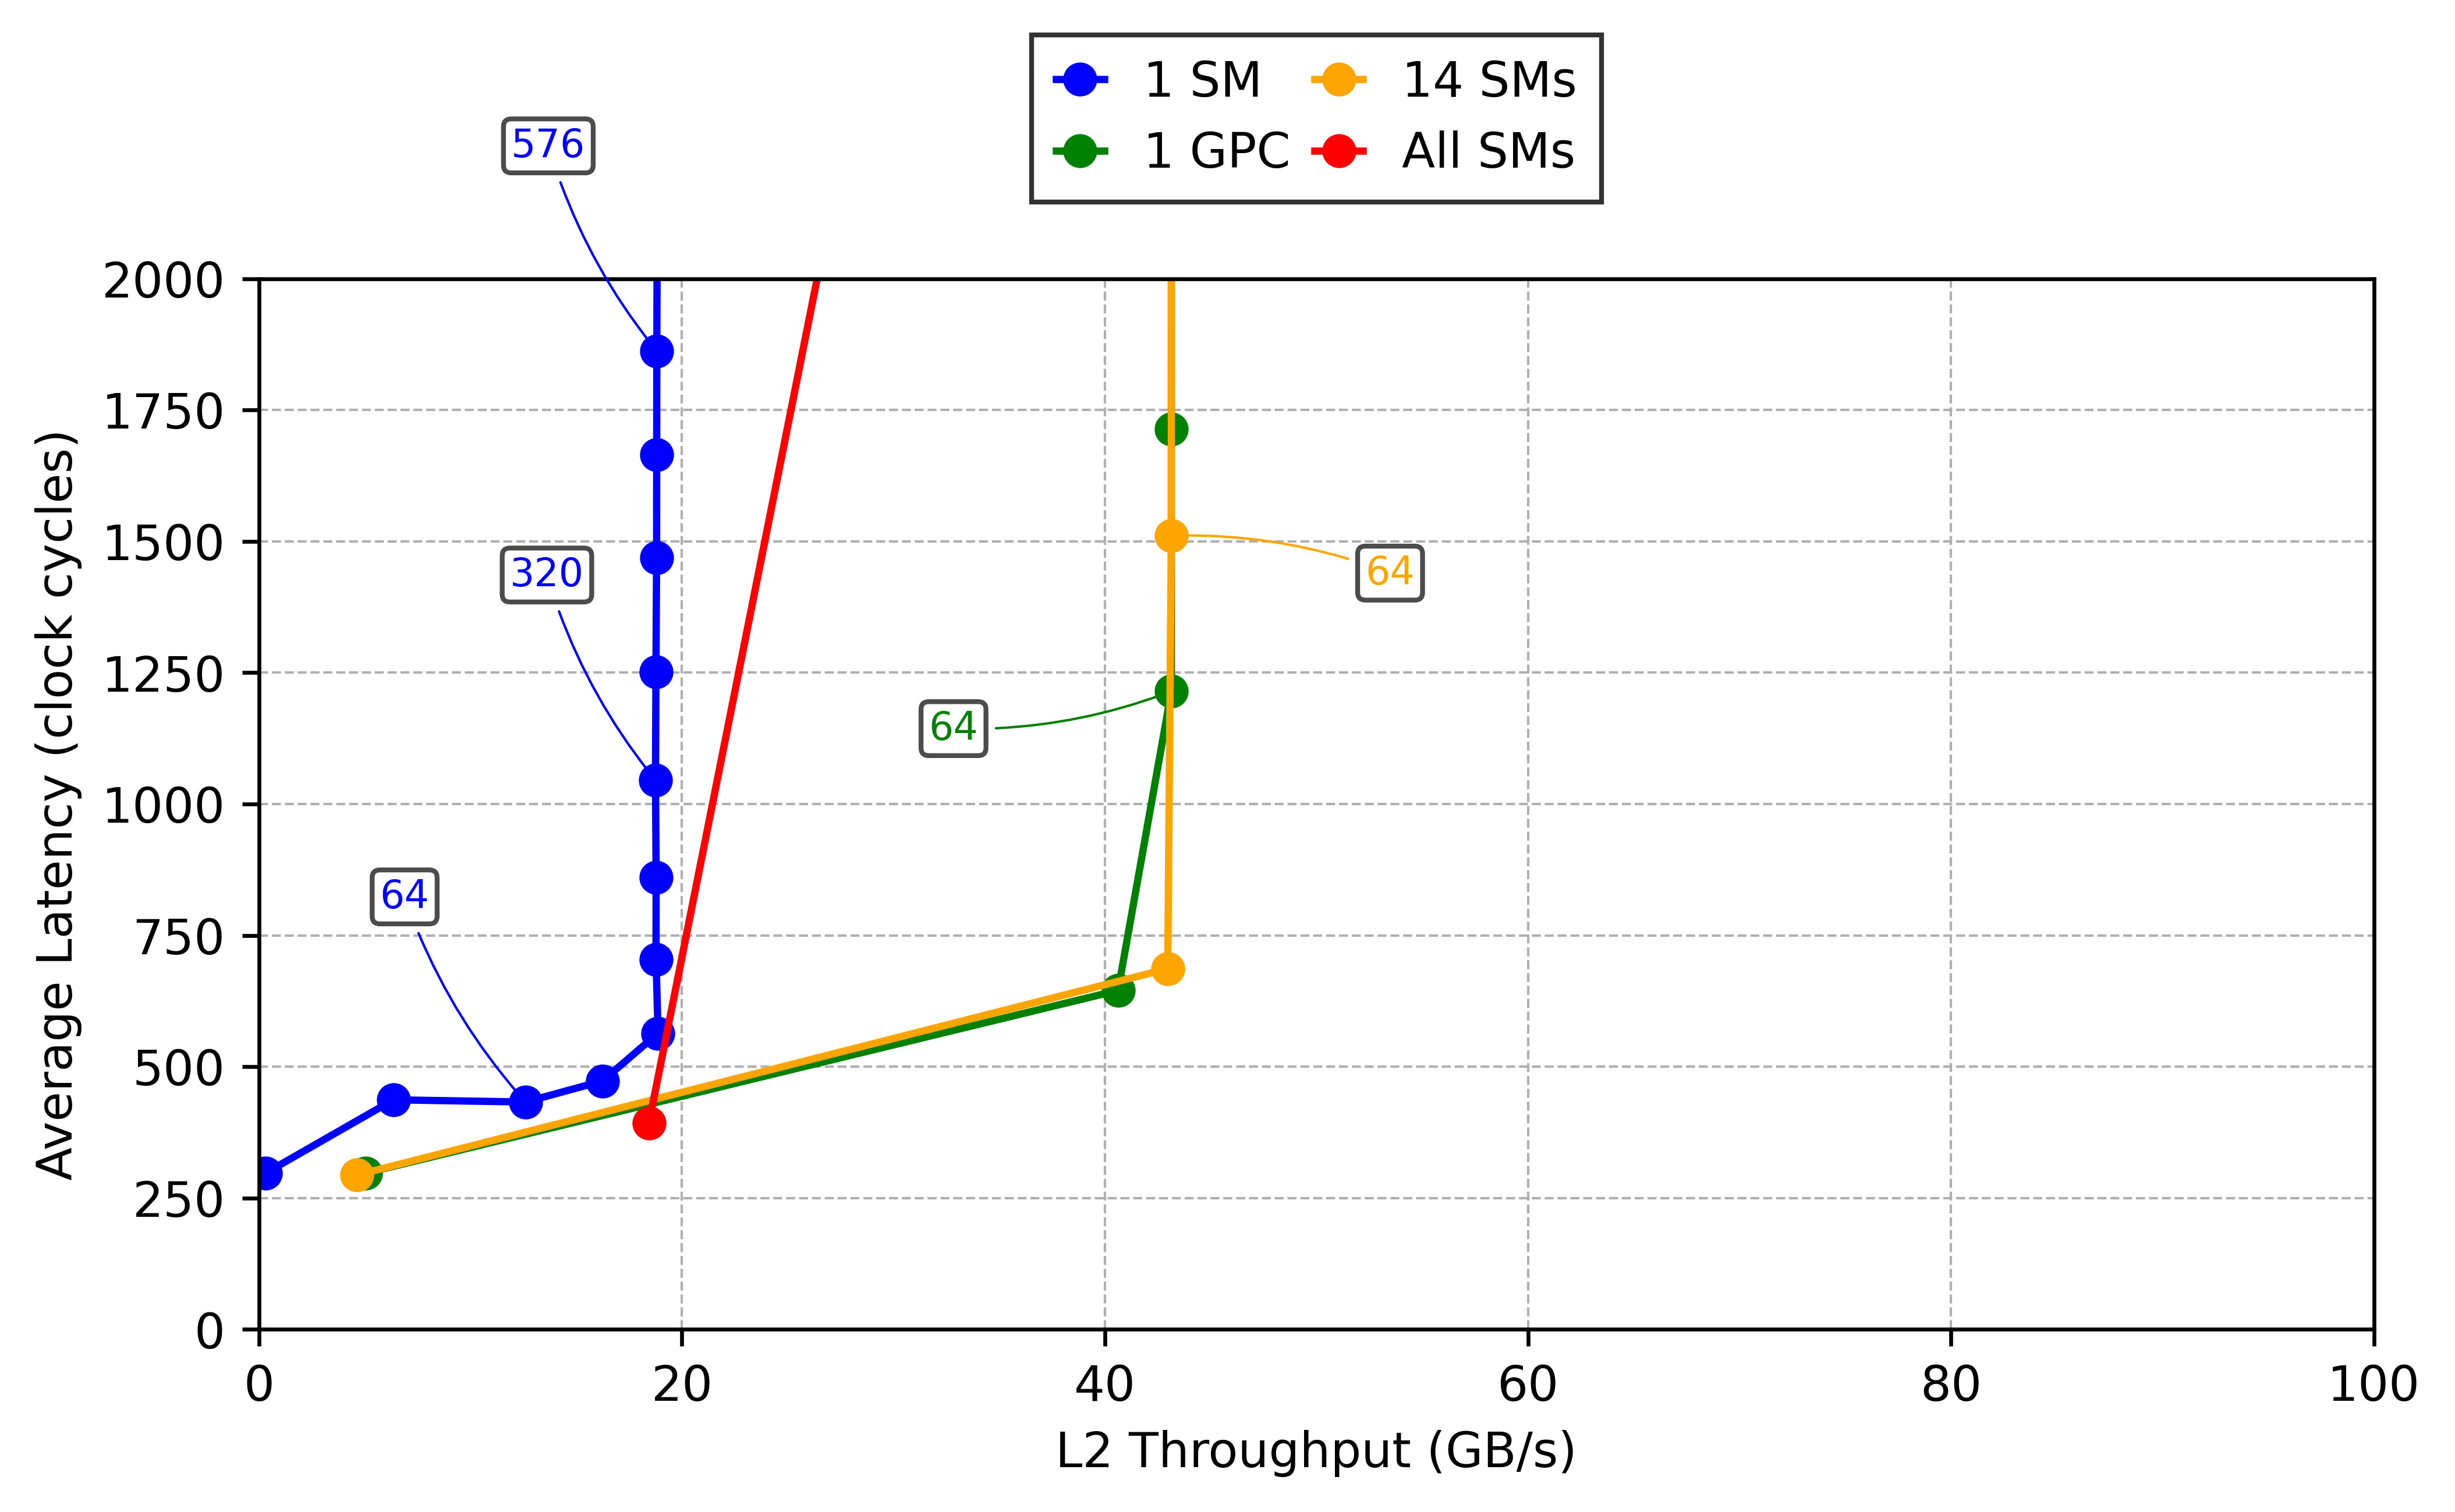 1 SM
14 SMs
1 GPC
All SMs
576
2000
1750
1500
320
64
1250
64
1000
64
750
500
250
0
Average Latency (clock cycles)
0 20 40 60 80 100
L2 Throughput (GB/s)